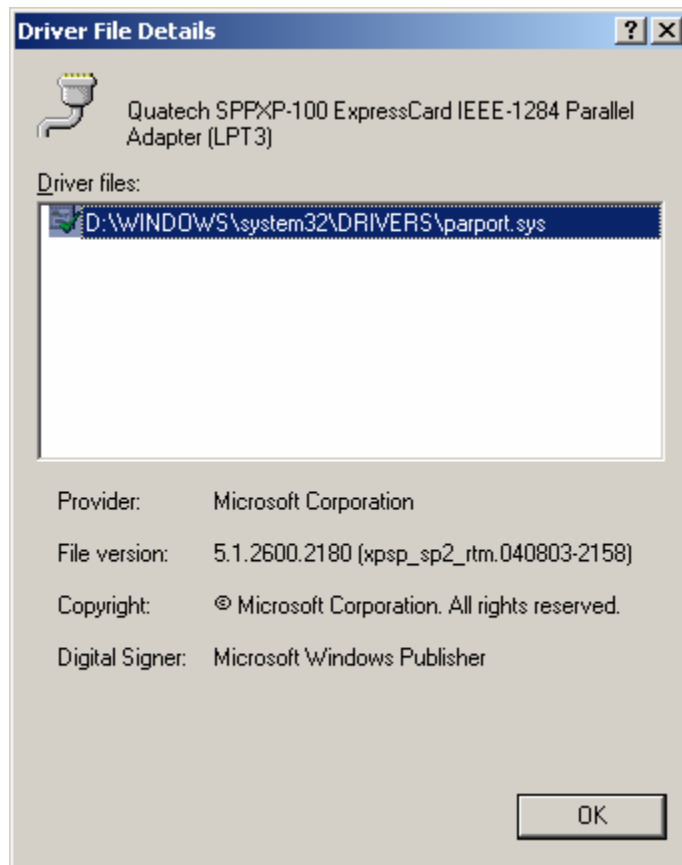 Driver File Details
Quatech SPPXP-100 ExpressCard IEEE-1284 Parallel
Adapter (LPT3)
Driver files:
D:\WINDOWS\system32\DRIVERS\parport.sys
Provider: Microsoft Corporation
File version: 5.1.2600.2180 (xpsp_sp2_rtm.040803-2158)
Copyright: © Microsoft Corporation. All rights reserved.
Digital Signer: Microsoft Windows Publisher
OK